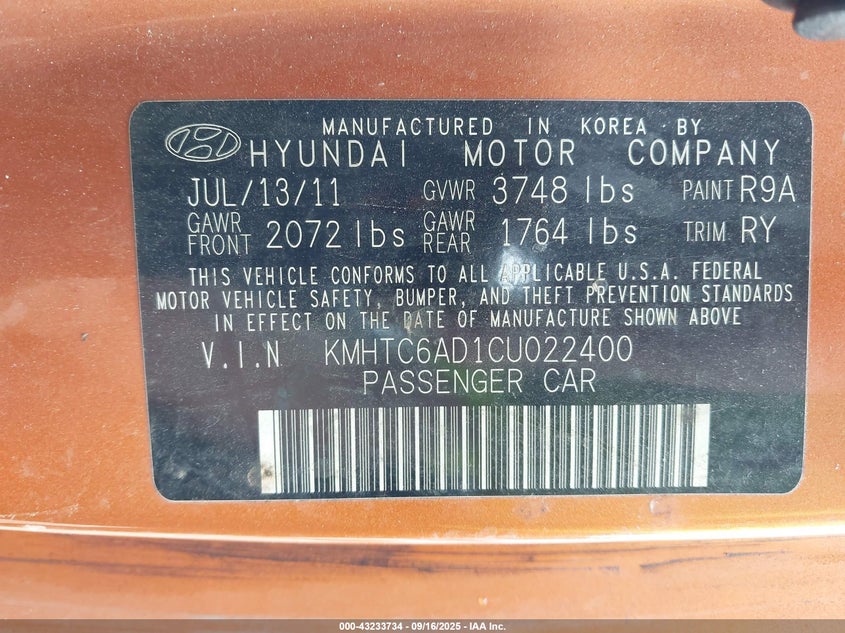 MANUFACTURED IN KOREA BY
HYUNDAI MOTOR COMPANY
JUL/13/11 GVWR 3748 lbs PAINT R9A
GAWR FRONT 2072 lbs GAWR REAR 1764 lbs TRIM RY
THIS VEHICLE CONFORMS TO ALL APPLICABLE U.S.A. FEDERAL
MOTOR VEHICLE SAFETY, BUMPER, AND THEFT PREVENTION STANDARDS
IN EFFECT ON THE DATE OF MANUFACTURE SHOWN ABOVE
V.I.N KMHTC6AD1CU022400
PASSENGER CAR
000-43233734 - 09/16/2025 - IAA Inc.